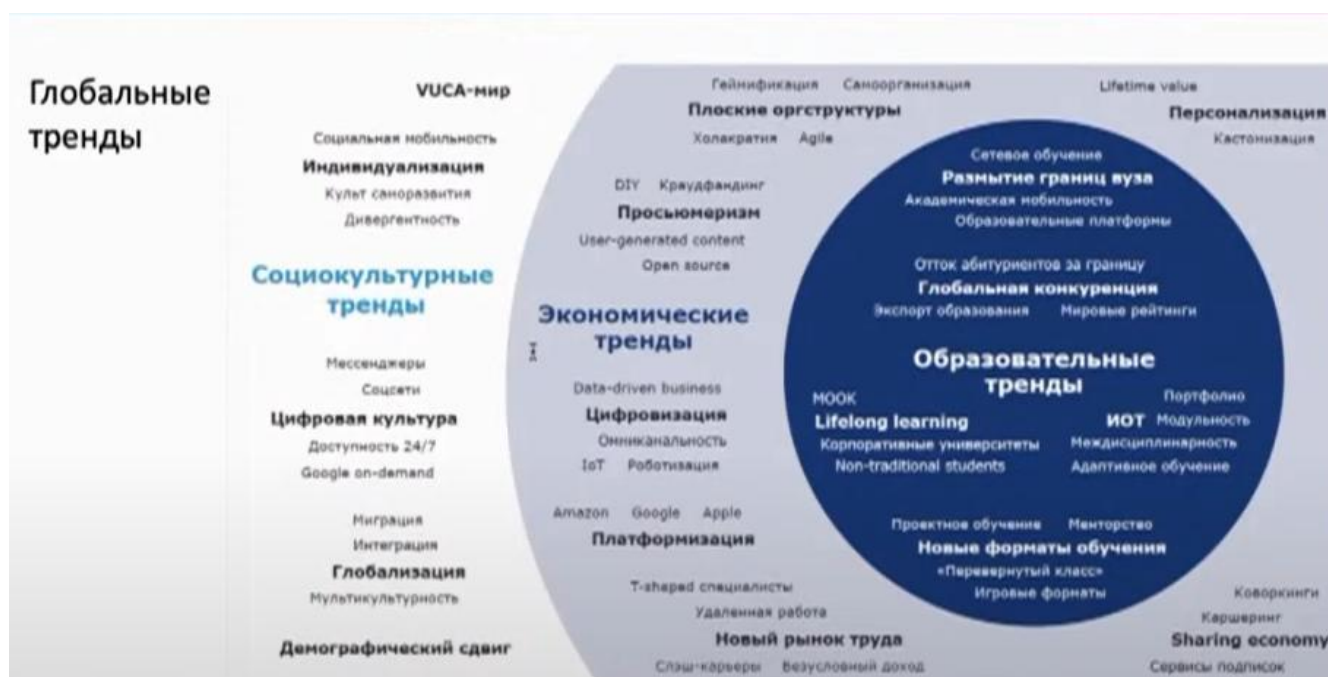 Глобальные
тренды
VUCA-мир
Социальная мобильность
Индивидуализация
Культ саморазвития
Дивергентность
Социокультурные
тренды
Мессенджеры
Соцсети
Цифровая культура
Доступность 24/7
Google on-demand
Миграция
Интеграция
Глобализация
Мультикультурность
Демографический сдвиг
Геймификация Самоорганизация
Плоские оргструктуры
Холакратия Agile
DIY Краудфандинг
Просьюмеризм
User-generated content
Open source
Экономические
тренды
Data-driven business
Цифровизация
Омниканальность
IoT Роботизация
Amazon Google Apple
Платформизация
T-shaped специалисты
Удаленная работа
Новый рынок труда
Слэш-карьеры Безусловный доход
Lifetime value
Персонализация
Кастомизация
Сетевое обучение
Размытие границ вуза
Академическая мобильность
Образовательные платформы
Отток абитуриентов за границу
Глобальная конкуренция
Экспорт образования Мировые рейтинги
Образовательные
тренды
МООК
Lifelong learning
Корпоративные университеты
Non-traditional students
Портфолио
ИОТ Модульность
Междисциплинарность
Адаптивное обучение
Проектное обучение Менторство
Новые форматы обучения
«Перевернутый класс»
Игровые форматы
Коворкинги
Каршеринг
Sharing economy
Сервисы подписок